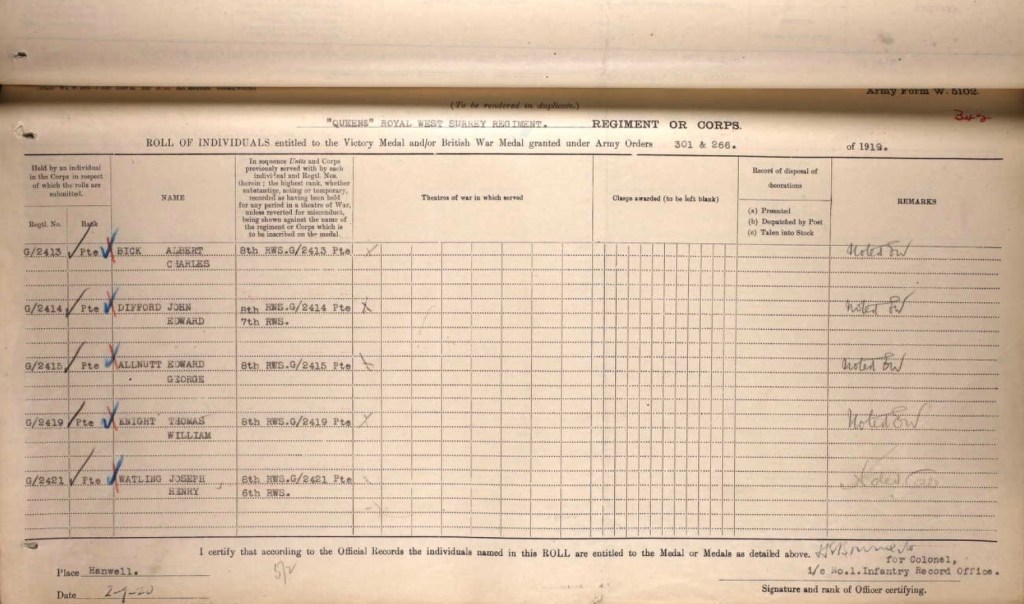 Army Form W. 5102.
(To be rendered in duplicate.)
342
"QUEENS" ROYAL WEST SURREY REGIMENT. REGIMENT OR CORPS.
ROLL OF INDIVIDUALS entitled to the Victory Medal and/or British War Medal granted under Army Orders 301 & 266. of 1919.
Held by an individual
in the Corps in respect
of which the rolls are
submitted.
Regtl. No. Rank
NAME
In sequence Units and Corps
previously served with by each
individual and Regtl. Nos.
therein; the highest rank, whether
substantive, acting or temporary,
recorded as having been held
for any period in a theatre of War,
unless reverted for misconduct,
being shown against the name of
the regiment or Corps which is
to be inscribed on the medal.
Theatres of war in which served
Clasps awarded (to be left blank)
Record of disposal of
decorations
(a) Presented
(b) Despatched by Post
(c) Taken into Stock
REMARKS
G/2413 Pte BICK ALBERT 8th RWS.G/2413 Pte X Noted EW
CHARLES
G/2414 Pte DIFFORD JOHN 8th RWS.G/2414 Pte X Noted EW
EDWARD 7th RWS.
G/2415 Pte ALLNUTT EDWARD 8th RWS.G/2415 Pte X Noted EW
GEORGE
G/2419 Pte KNIGHT THOMAS 8th RWS.G/2419 Pte X Noted EW
WILLIAM
G/2421 Pte WATLING JOSEPH 8th RWS.G/2421 Pte
HENRY 6th RWS.
I certify that according to the Official Records the individuals named in this ROLL are entitled to the Medal or Medals as detailed above.
for Colonel,
Place Hanwell. 1/c No.1. Infantry Record Office.
Signature and rank of Officer certifying.
Date